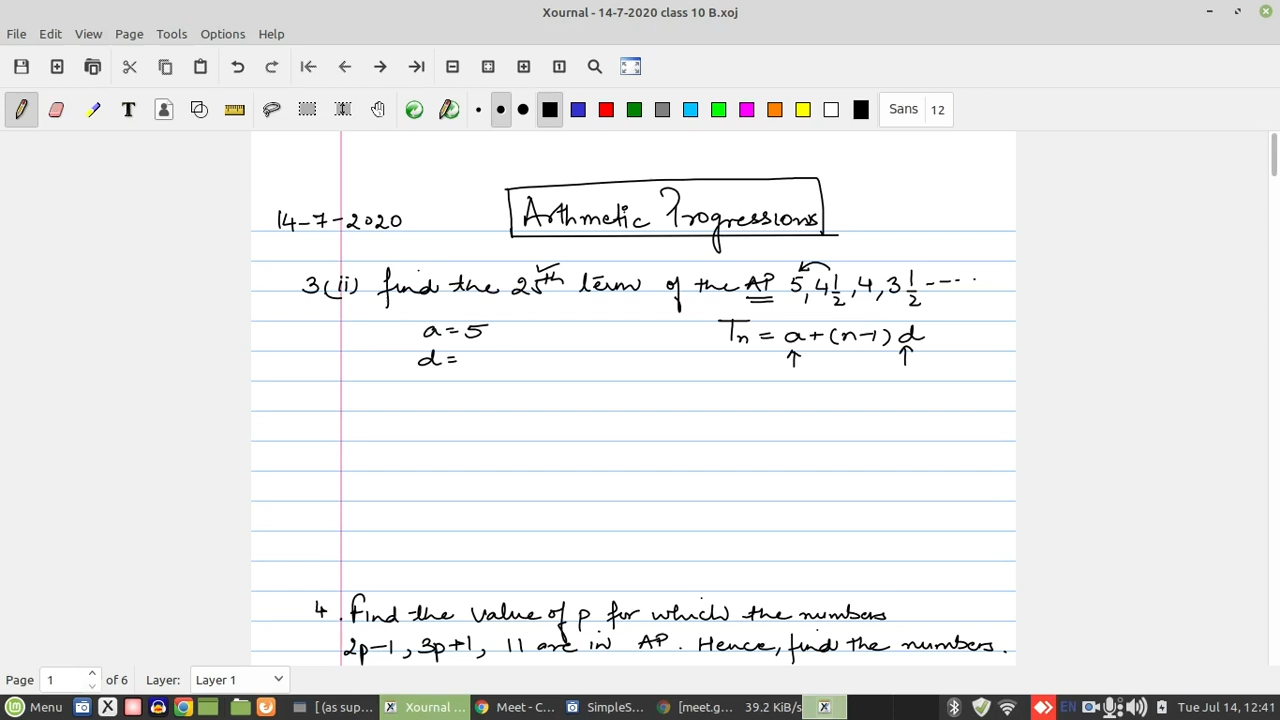 Xournal - 14-7-2020 class 10 B.xoj
File Edit View Page Tools Options Help
Sans 12
14-7-2020 Arthmetic Progressions
3(ii) find the 25th term of the AP 5, 4 1/2, 4, 3 1/2 -----
a = 5 Tn = a + (n-1) d
d =
4. Find the value of p for which the numbers
2p-1, 3p+1, 11 are in AP. Hence, find the numbers.
Page 1 of 6 Layer: Layer 1
Menu Xournal ... [(as sup... Meet - C... SimpleS... [meet.g... 39.2 KiB/s EN Tue Jul 14, 12:41